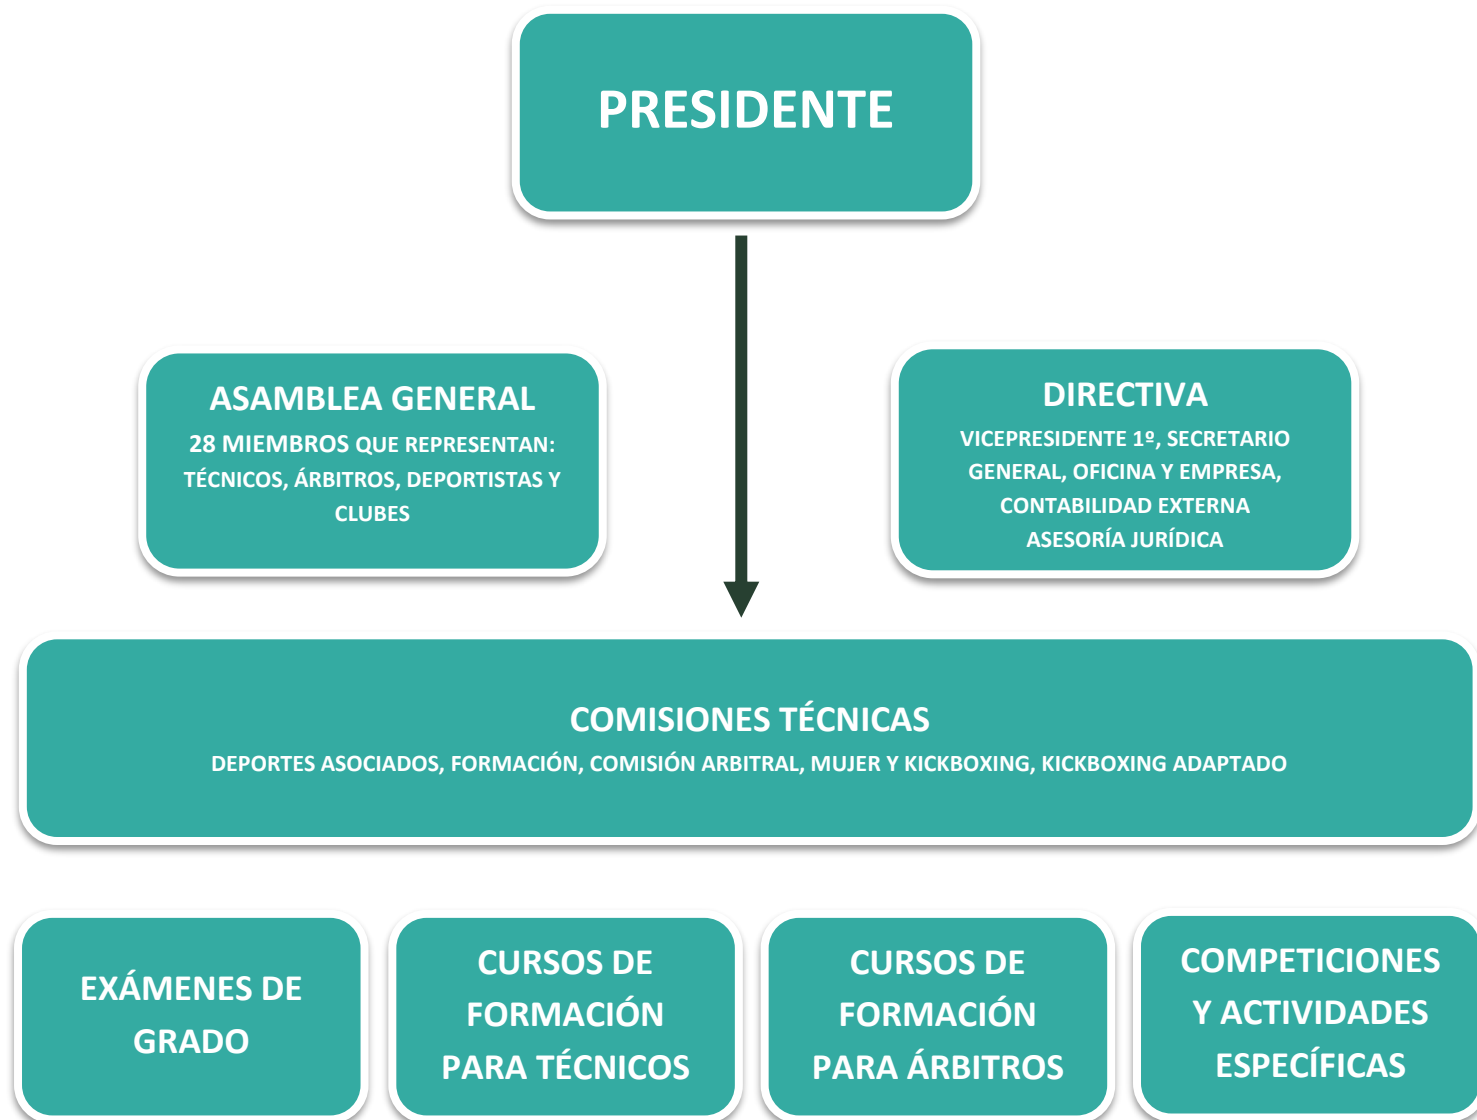 PRESIDENTE
ASAMBLEA GENERAL
28 MIEMBROS QUE REPRESENTAN:
TÉCNICOS, ÁRBITROS, DEPORTISTAS Y
CLUBES
DIRECTIVA
VICEPRESIDENTE 1º, SECRETARIO
GENERAL, OFICINA Y EMPRESA,
CONTABILIDAD EXTERNA
ASESORÍA JURÍDICA
COMISIONES TÉCNICAS
DEPORTES ASOCIADOS, FORMACIÓN, COMISIÓN ARBITRAL, MUJER Y KICKBOXING, KICKBOXING ADAPTADO
EXÁMENES DE
GRADO
CURSOS DE
FORMACIÓN
PARA TÉCNICOS
CURSOS DE
FORMACIÓN
PARA ÁRBITROS
COMPETICIONES
Y ACTIVIDADES
ESPECÍFICAS